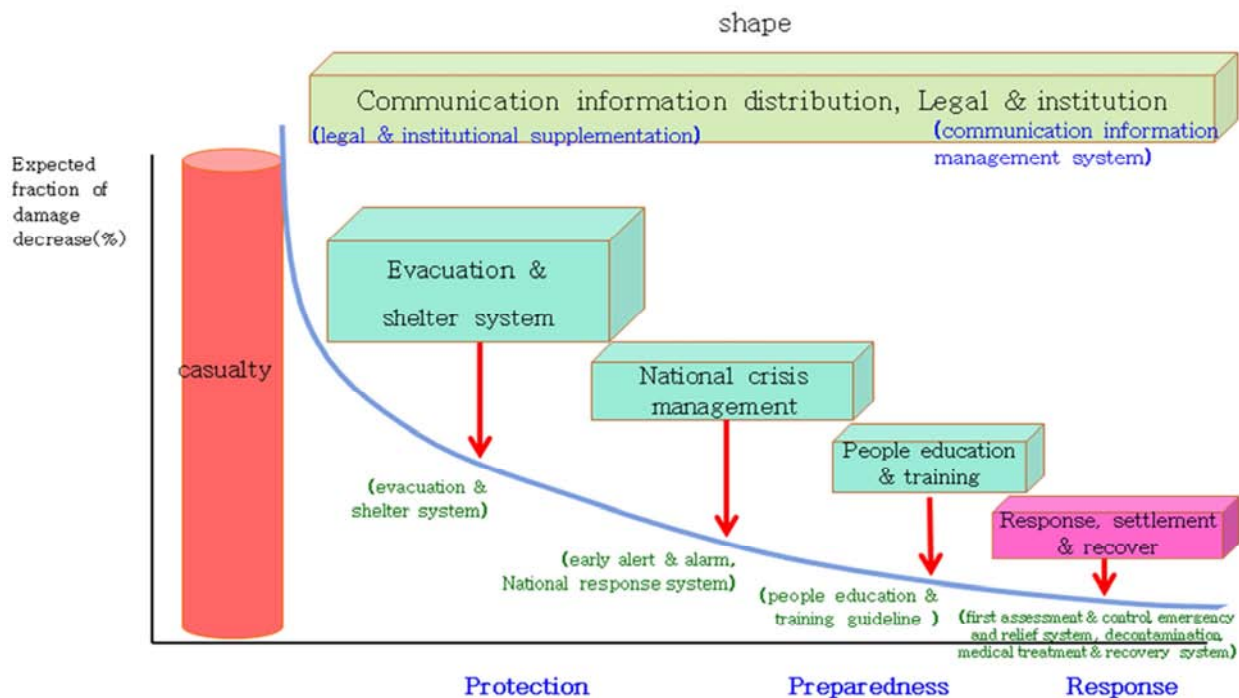 shape
Communication information distribution, Legal & institution
(legal & institutional supplementation)
(communication information
management system)
Expected
fraction of
damage
decrease(%)
casualty
Evacuation &
shelter system
National crisis
management
People education
& training
Response, settlement
& recover
(evacuation &
shelter system)
(early alert & alarm,
National response system)
(people education &
training guideline )
(first assessment & control emergency
and relief system, decontamination,
medical treatment & recovery system)
Protection
Preparedness
Response